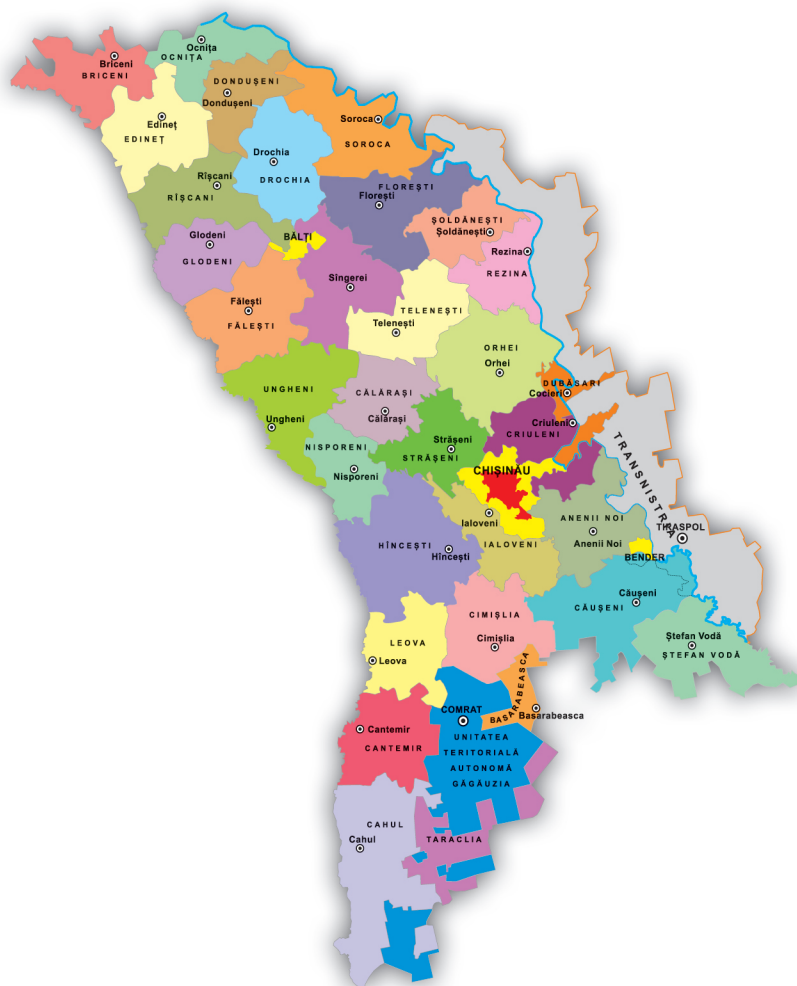 Ocnița
OCNIȚA
Briceni
BRICENI
DONDUȘENI
Dondușeni
Edineț
EDINEȚ
Soroca
SOROCA
Drochia
DROCHIA
Rîșcani
RÎȘCANI
FLOREȘTI
Florești
ȘOLDĂNEȘTI
Șoldănești
Glodeni
GLODENI
BĂLȚI
Rezina
REZINA
Sîngerei
Fălești
FĂLEȘTI
TELENEȘTI
Telenești
ORHEI
Orhei
UNGHENI
Ungheni
CĂLĂRAȘI
Călărași
DUBĂSARI
Cocieri
Criuleni
CRIULENI
NISPORENI
Nisporeni
Strășeni
STRĂȘENI
CHIȘINĂU
TRANSNISTRIA
Ialoveni
IALOVENI
ANENII NOI
Anenii Noi
TIRASPOL
BENDER
HÎNCEȘTI
Hîncești
Căușeni
CĂUȘENI
CIMIȘLIA
Cimișlia
Ștefan Vodă
ȘTEFAN VODĂ
LEOVA
Leova
BASARABEASCA
Basarabeasca
COMRAT
Cantemir
CANTEMIR
UNITATEA
TERITORIALĂ
AUTONOMĂ
GĂGĂUZIA
CAHUL
Cahul
TARACLIA